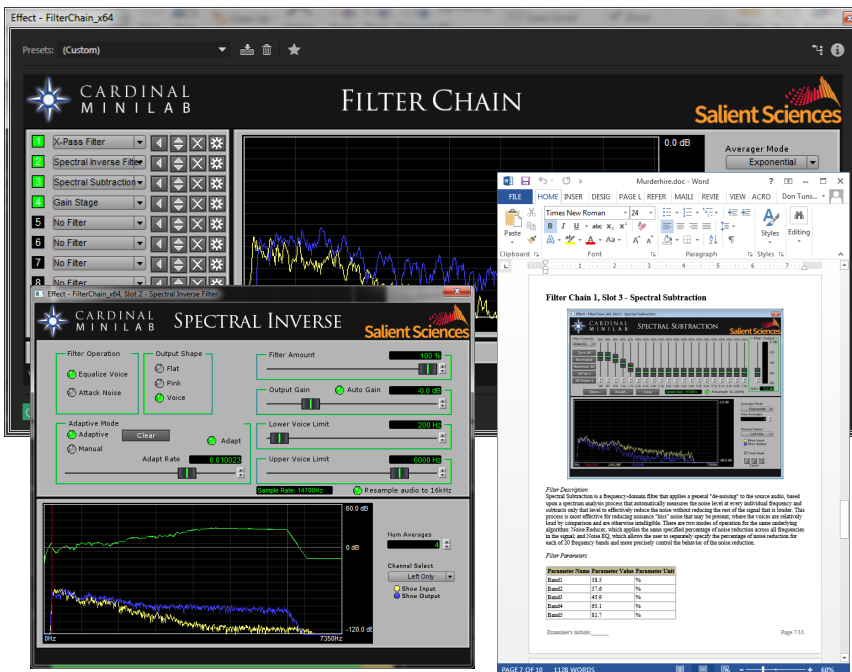 Effect - FilterChain_x64
Presets: (Custom)
CARDINAL
MINILAB
FILTER CHAIN
Salient Sciences
1 X-Pass Filter
2 Spectral Inverse Filter
3 Spectral Subtraction
4 Gain Stage
5 No Filter
6 No Filter
7 No Filter
8 No Filter
0.0 dB
Averager Mode
Exponential
Effect - FilterChain_x64, Slot 2 - Spectral Inverse Filter
CARDINAL
MINILAB
SPECTRAL INVERSE
Salient Sciences
Filter Operation
Equalize Voice
Attack Noise
Output Shape
Flat
Pink
Voice
Filter Amount
100 %
Output Gain
Auto Gain
-0.0 dB
Adaptive Mode
Adaptive
Clear
Adapt
Manual
Adapt Rate
0.010023
Lower Voice Limit
200 Hz
Upper Voice Limit
6000 Hz
Sample Rate: 14700Hz
Resample audio to 16kHz
60.0 dB
0 dB
-120.0 dB
0Hz
7350Hz
Num Averages
4
Channel Select
Left Only
Show Input
Show Output
Murderhire.doc - Word
FILE HOME INSER DESIG PAGE L REFER MAILI REVIE VIEW ACRO Don Tuns...
Times New Roman 24
Paste
Styles
Editing
Clipboard
Font
Paragraph
Styles
Filter Chain 1, Slot 3 - Spectral Subtraction
CARDINAL
MINILAB
SPECTRAL SUBTRACTION
Salient Sciences
Filter Description
Spectral Subtraction is a frequency-domain filter that applies a general "de-noising" to the source audio, based
upon a spectrum analysis process that automatically measures the noise level at every individual frequency and
subtracts only that level to effectively reduce the noise without reducing the rest of the signal that is louder. This
process is most effective for reducing nuisance "hiss" noise that may be present, where the voices are relatively
loud by comparison and are otherwise intelligible. There are two modes of operation for the same underlying
algorithm: Noise Reducer, which applies the same specified percentage of noise reduction across all frequencies
in the signal; and Noise EQ, which allows the user to separately specify the percentage of noise reduction for
each of 20 frequency bands and more precisely control the behavior of the noise reduction.
Filter Parameters
Parameter Name Parameter Value Parameter Unit
Band1 38.5 %
Band2 37.6 %
Band3 45.9 %
Band4 65.1 %
Band5 81.7 %
Examiner's initials:______ Page 7/10
PAGE 7 OF 10 1128 WORDS 60%